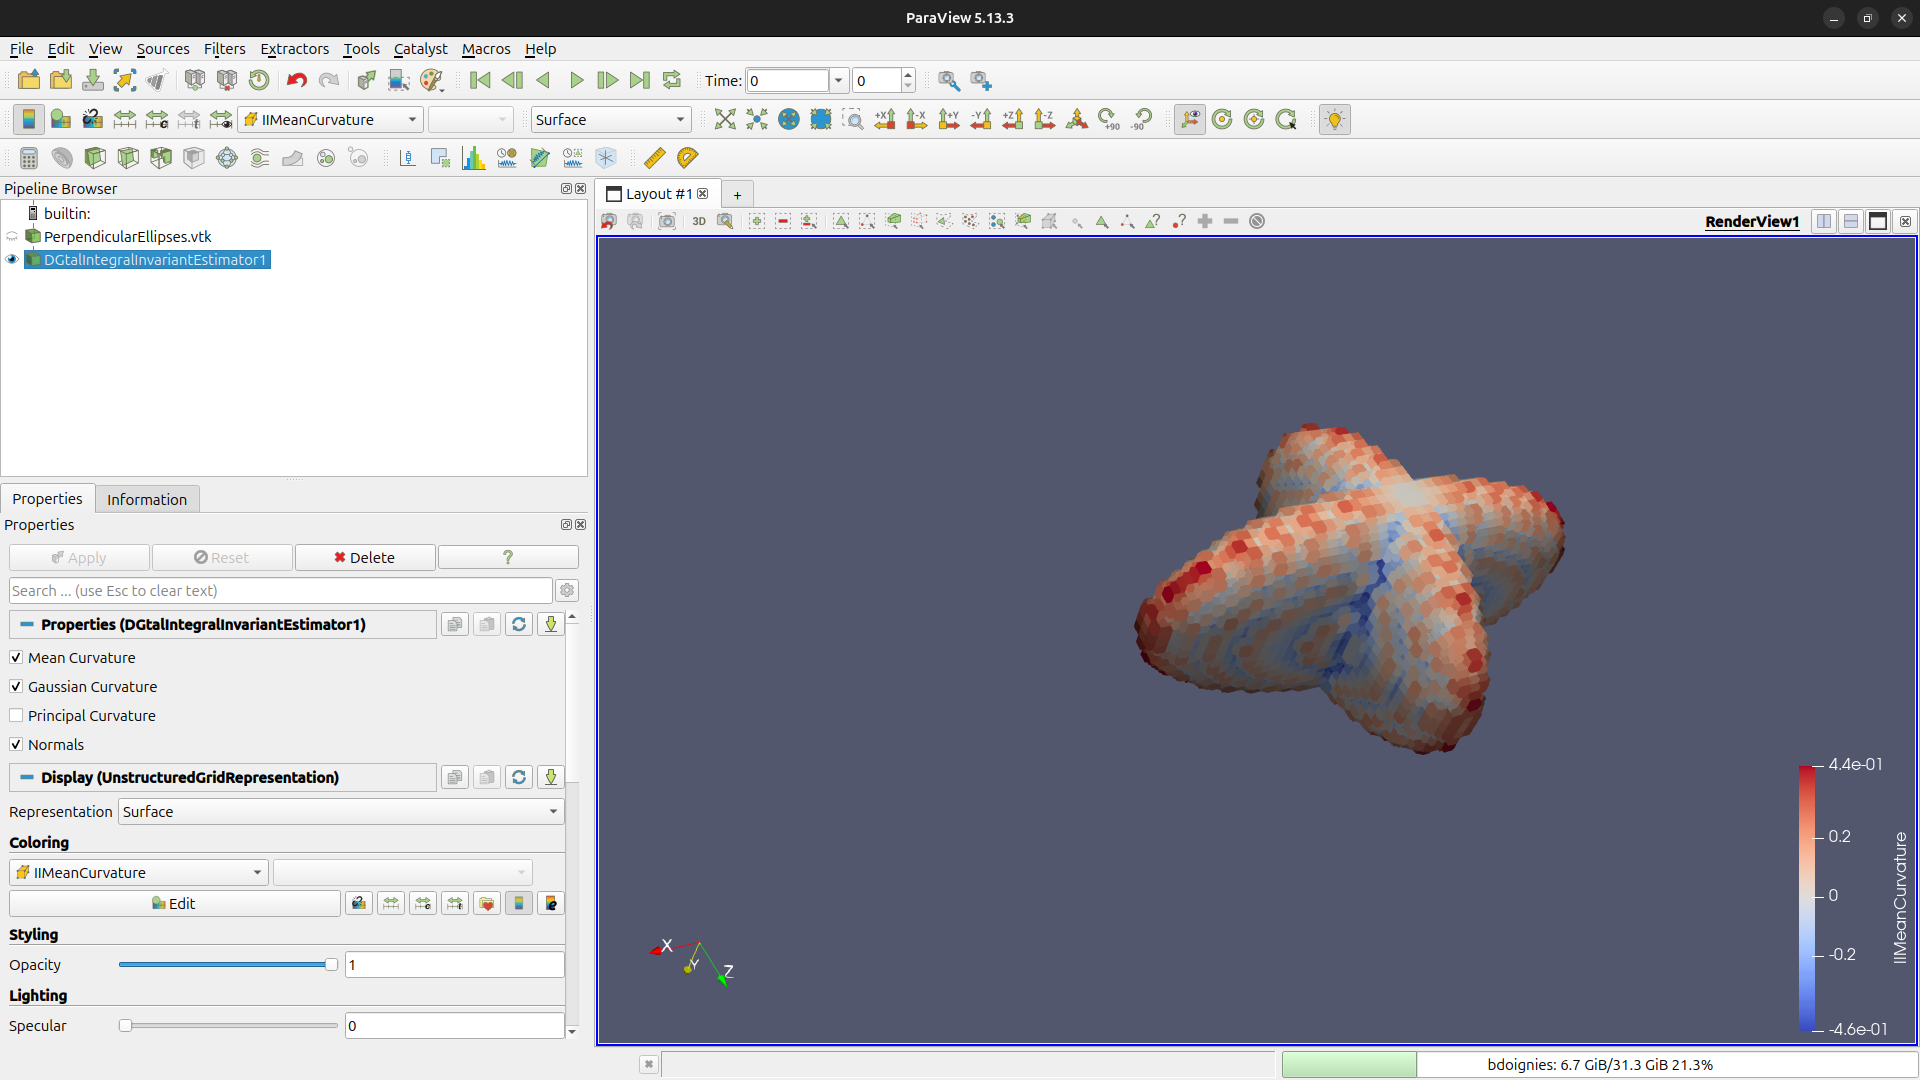 ParaView 5.13.3
File Edit View Sources Filters Extractors Tools Catalyst Macros Help
Time: 0 0
IIMeanCurvature Surface +X -X +Y -Y +Z -Z +90 -90
Pipeline Browser
Layout #1 +
builtin:
3D RenderView1
PerpendicularEllipses.vtk
DGtalIntegralInvariantEstimator1
Properties Information
Properties
Apply Reset Delete ?
Search ... (use Esc to clear text)
Properties (DGtalIntegralInvariantEstimator1)
Mean Curvature
Gaussian Curvature
Principal Curvature
Normals
Display (UnstructuredGridRepresentation)
Representation Surface
Coloring
IIMeanCurvature
Edit
Styling
Opacity 1
Lighting
Specular 0
X
Y
Z
4.4e-01
0.2
0
-0.2
-4.6e-01
IIMeanCurvature
bdoignies: 6.7 GiB/31.3 GiB 21.3%